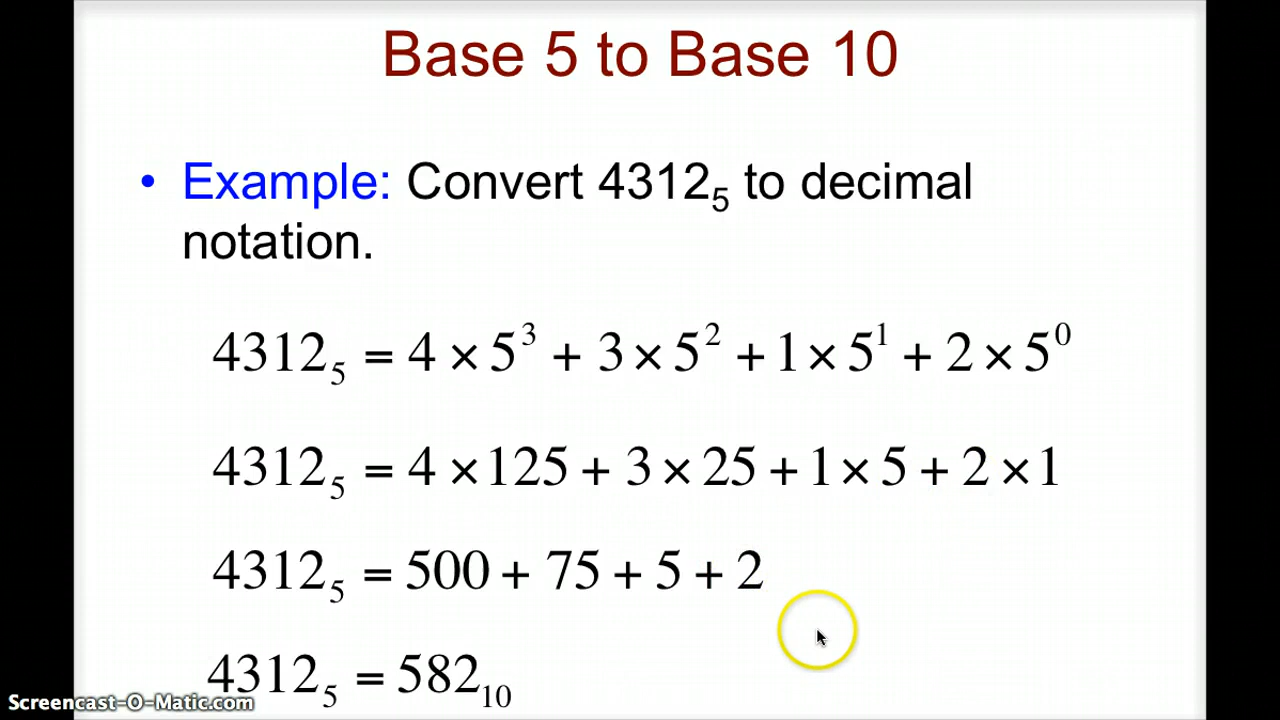 Base 5 to Base 10
• Example: Convert 4312₅ to decimal
notation.
4312₅ = 4 × 5³ + 3 × 5² + 1 × 5¹ + 2 × 5⁰
4312₅ = 4 × 125 + 3 × 25 + 1 × 5 + 2 × 1
4312₅ = 500 + 75 + 5 + 2
4312₅ = 582₁₀
Screencast-O-Matic.com